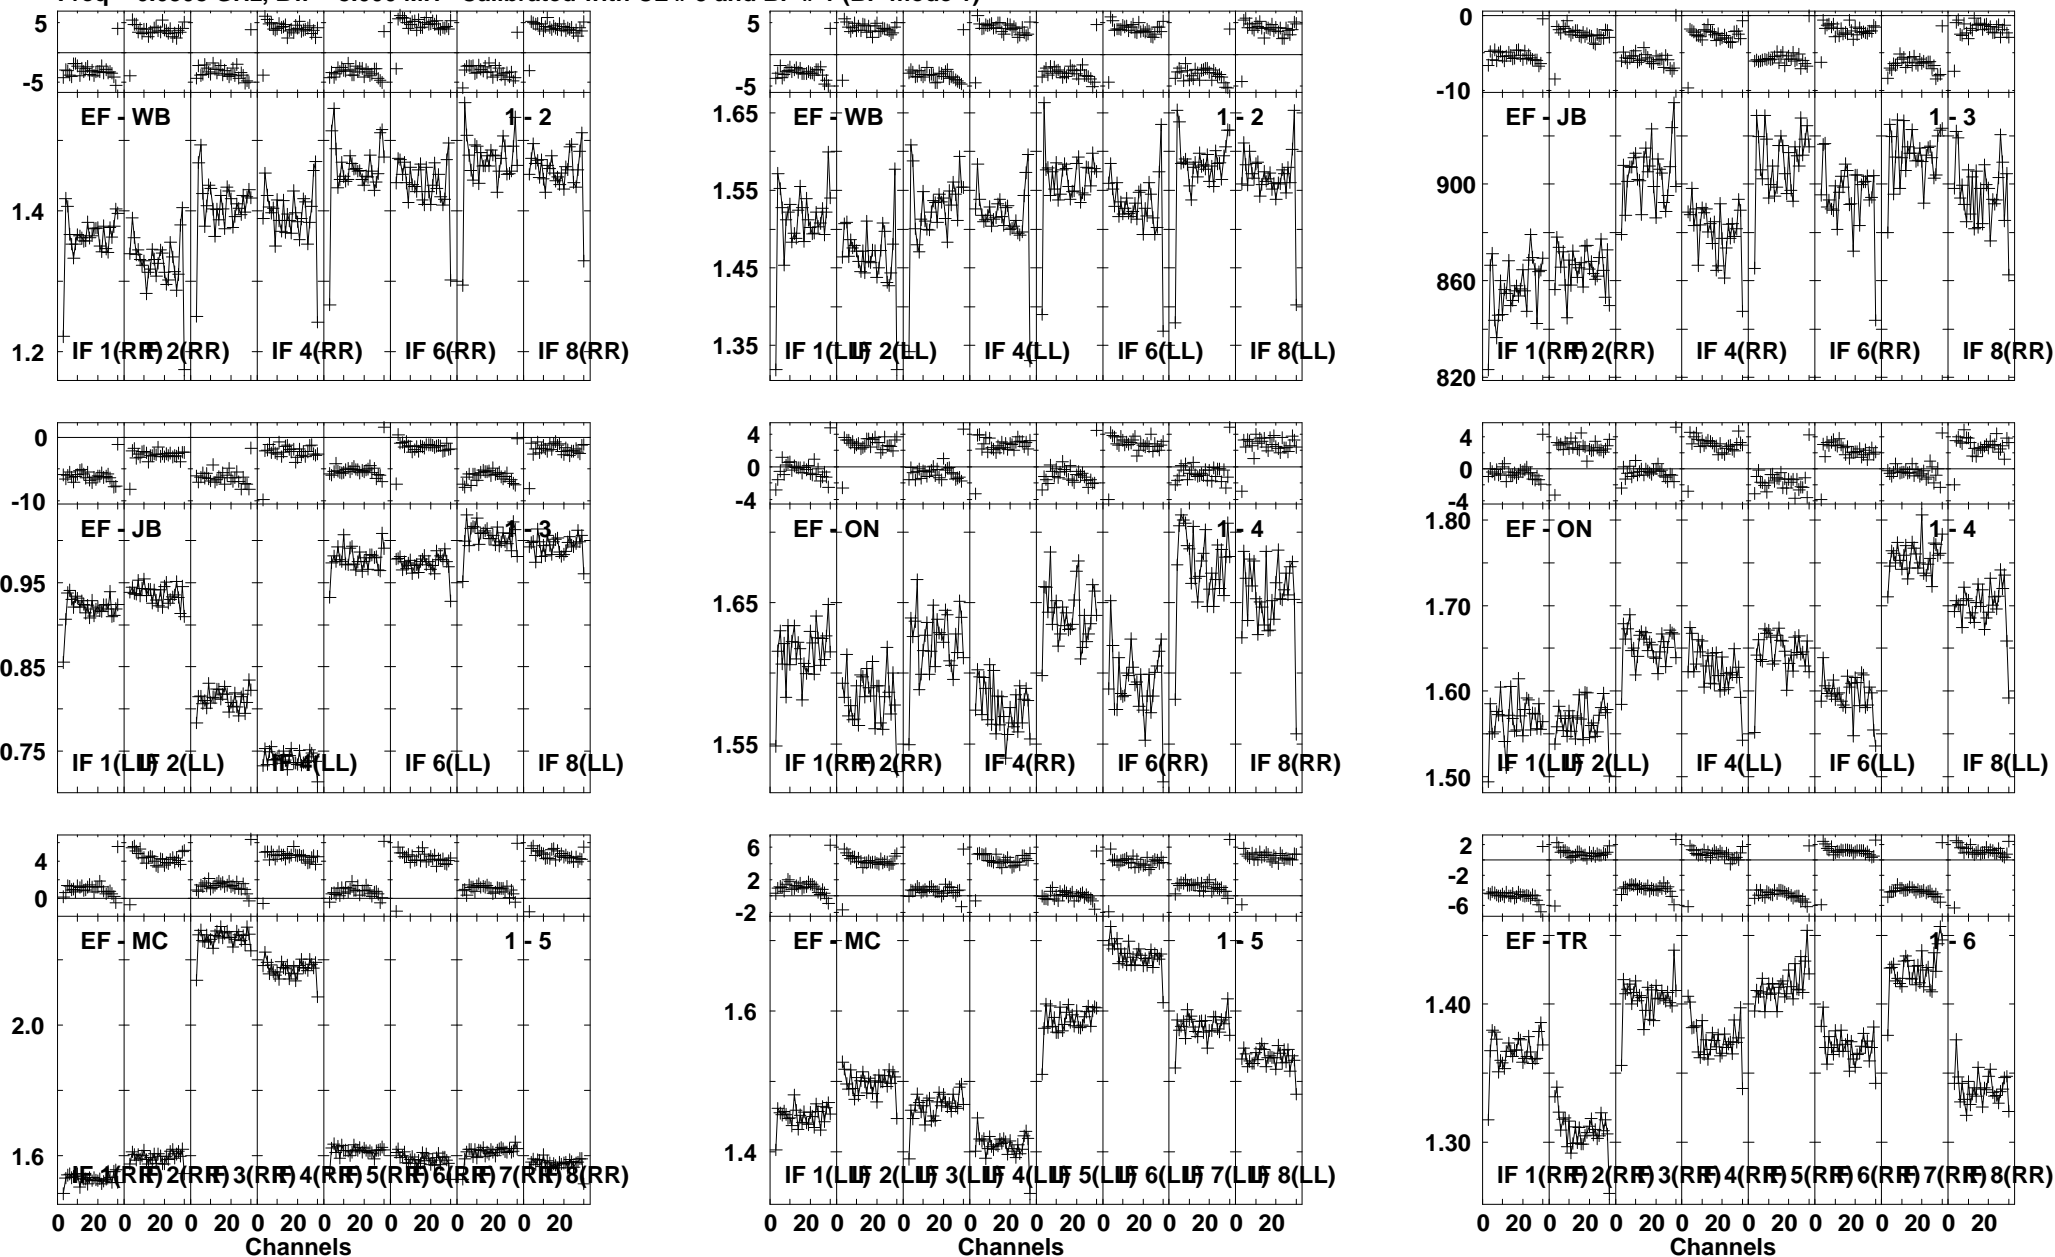 5
-5
EF - WB
1 - 2
1.4
1.2
IF 1(RR)
IF 2(RR)
IF 4(RR)
IF 6(RR)
IF 8(RR)
5
-5
EF - WB
1 - 2
1.65
1.55
1.45
1.35
IF 1(LL)
IF 2(LL)
IF 4(LL)
IF 6(LL)
IF 8(LL)
0
-10
EF - JB
1 - 3
900
860
820
IF 1(RR)
IF 2(RR)
IF 4(RR)
IF 6(RR)
IF 8(RR)
0
-10
EF - JB
1 - 3
0.95
0.85
0.75
IF 1(LL)
IF 2(LL)
IF 4(LL)
IF 6(LL)
IF 8(LL)
4
0
-4
EF - ON
1 - 4
1.65
1.55
IF 1(RR)
IF 2(RR)
IF 4(RR)
IF 6(RR)
IF 8(RR)
4
0
-4
EF - ON
1 - 4
1.80
1.70
1.60
1.50
IF 1(LL)
IF 2(LL)
IF 4(LL)
IF 6(LL)
IF 8(LL)
4
0
EF - MC
1 - 5
2.0
1.6
IF 1(RR)
IF 2(RR)
IF 3(RR)
IF 4(RR)
IF 5(RR)
IF 6(RR)
IF 7(RR)
IF 8(RR)
0 20 0 20 0 20 0 20 0 20 0 20 0 20 0 20
Channels
6
2
-2
EF - MC
1 - 5
1.6
1.4
IF 1(LL)
IF 2(LL)
IF 3(LL)
IF 4(LL)
IF 5(LL)
IF 6(LL)
IF 7(LL)
IF 8(LL)
0 20 0 20 0 20 0 20 0 20 0 20 0 20 0 20
Channels
2
-2
-6
EF - TR
1 - 6
1.40
1.30
IF 1(RR)
IF 2(RR)
IF 3(RR)
IF 4(RR)
IF 5(RR)
IF 6(RR)
IF 7(RR)
IF 8(RR)
0 20 0 20 0 20 0 20 0 20 0 20 0 20 0 20
Channels